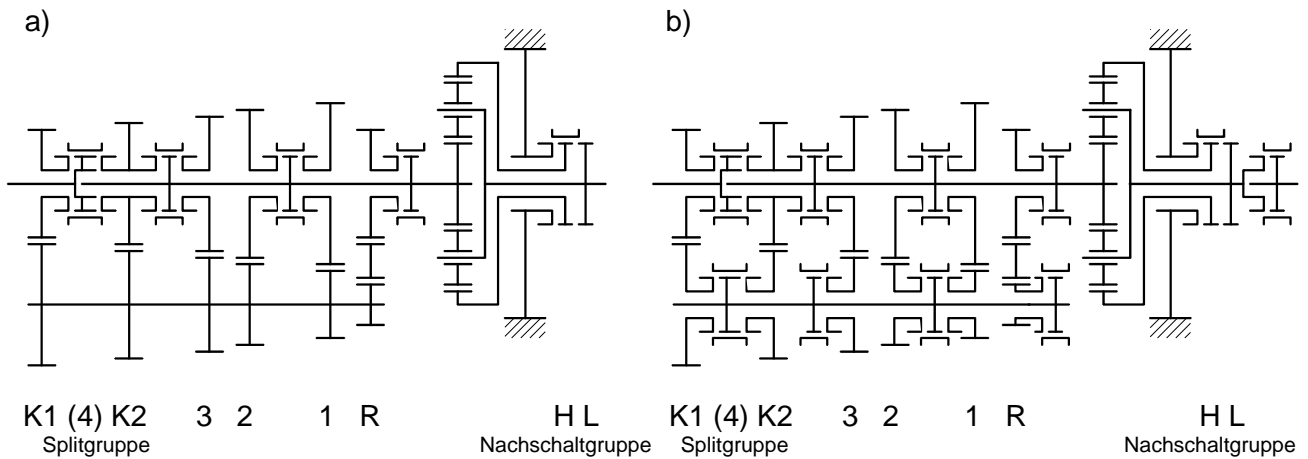 a)
K1 (4) K2 3 2 1 R H L
Splitgruppe Nachschaltgruppe
b)
K1 (4) K2 3 2 1 R H L
Splitgruppe Nachschaltgruppe